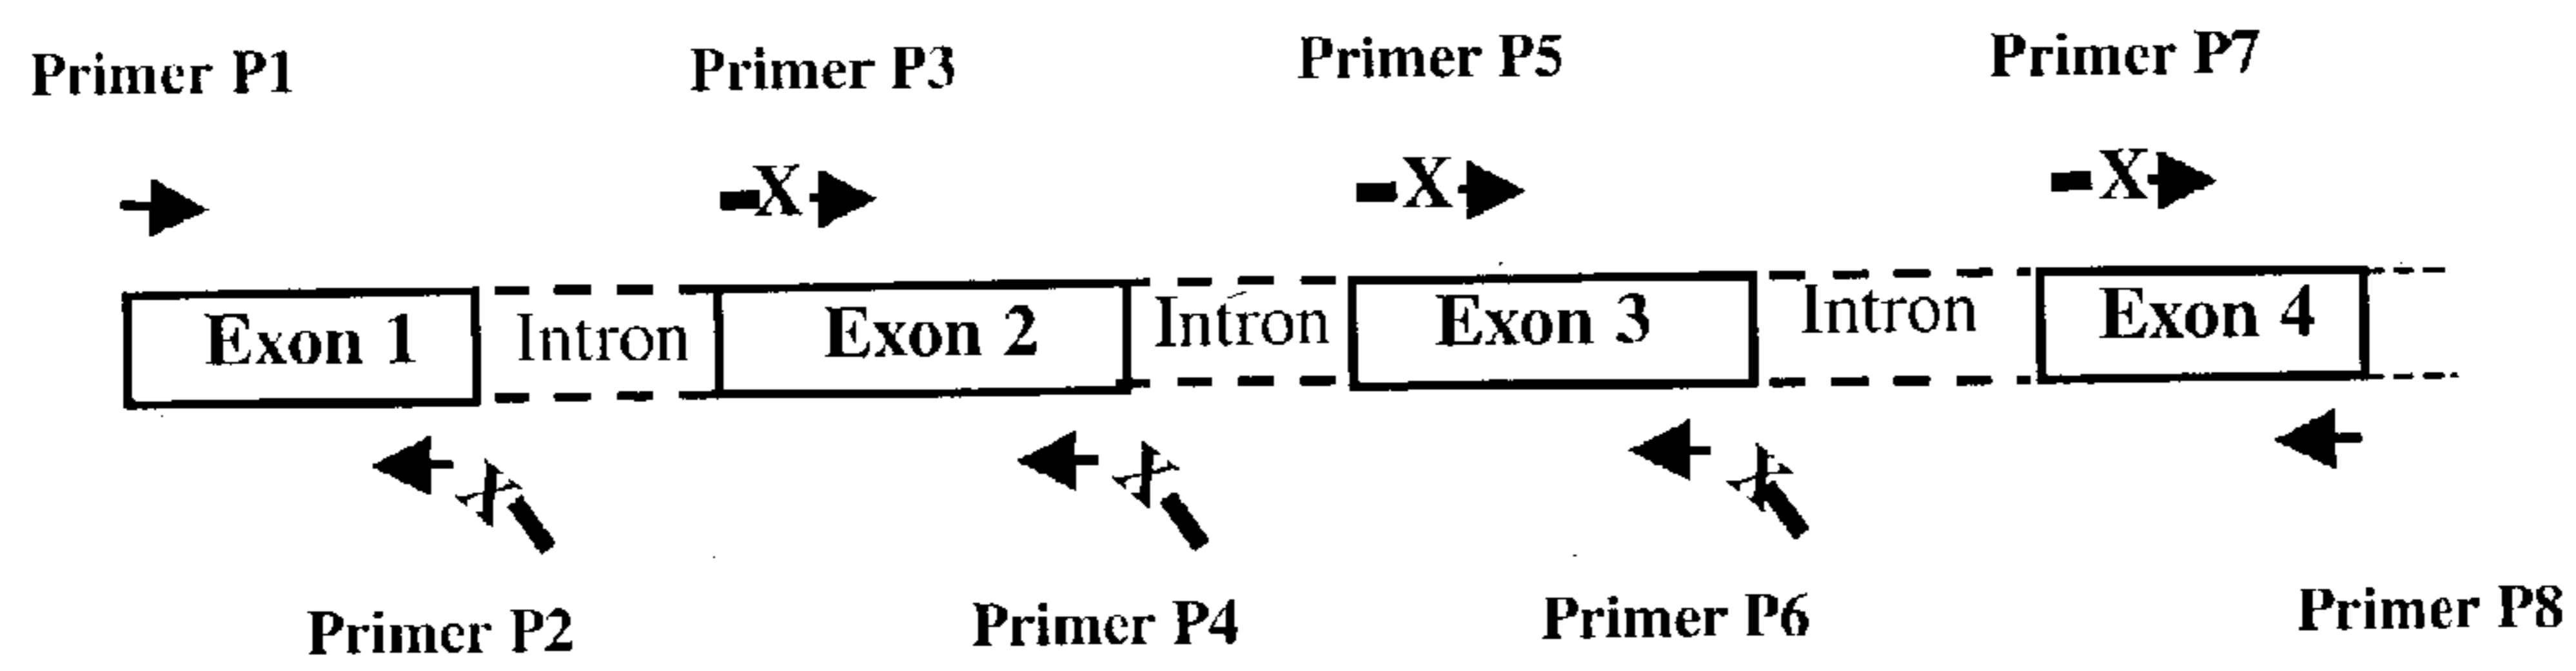 Primer P1 Primer P3 Primer P5 Primer P7
X X X
Exon 1 Intron Exon 2 Intron Exon 3 Intron Exon 4
X X X
Primer P2 Primer P4 Primer P6 Primer P8